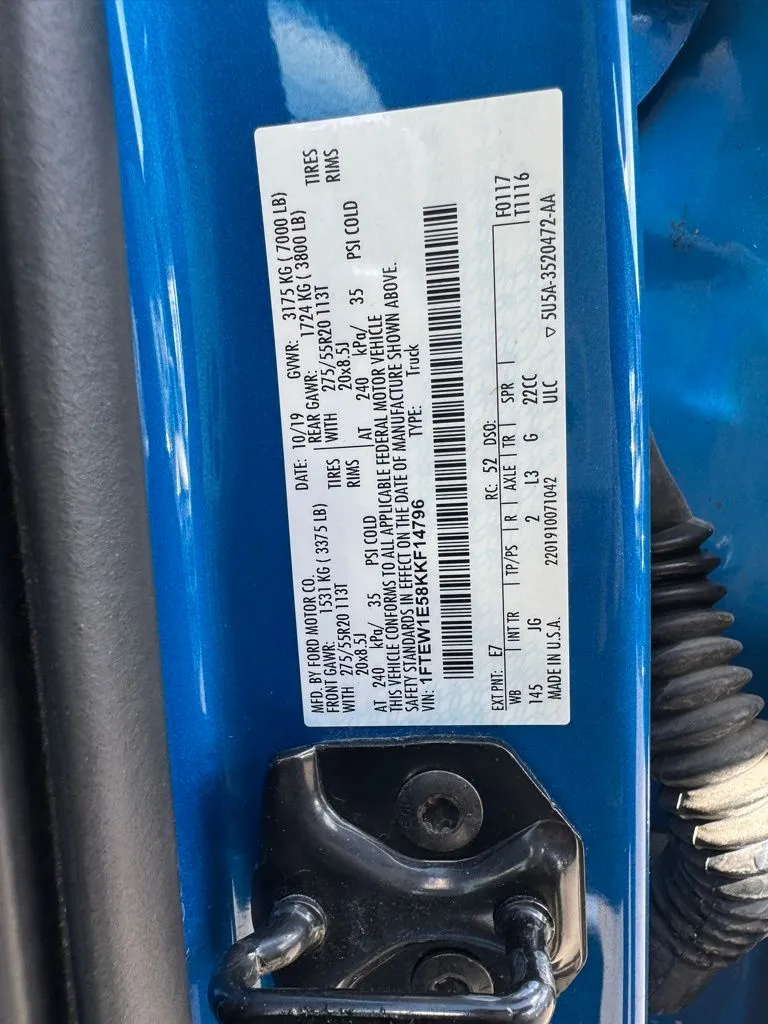 MFD. BY FORD MOTOR CO. DATE: 10/19 GVWR: 3175 KG ( 7000 LB)
FRONT GAWR: 1531 KG ( 3375 LB) REAR GAWR: 1724 KG ( 3800 LB)
WITH 275/55R20 113T TIRES WITH 275/55R20 113T TIRES
20x8.5J RIMS 20x8.5J RIMS
AT 240 kPa/ 35 PSI COLD AT 240 kPa/ 35 PSI COLD
THIS VEHICLE CONFORMS TO ALL APPLICABLE FEDERAL MOTOR VEHICLE
SAFETY STANDARDS IN EFFECT ON THE DATE OF MANUFACTURE SHOWN ABOVE.
VIN: 1FTEW1E58KKF14796 TYPE: Truck
EXT PNT: E7 RC: 52 DSO: F0117
WB INT TR TP/PS R AXLE TR SPR T1116
145 JG 2 L3 G 22CC
MADE IN U.S.A. 2201910071042 ULC ▽ 5U5A-3520472-AA